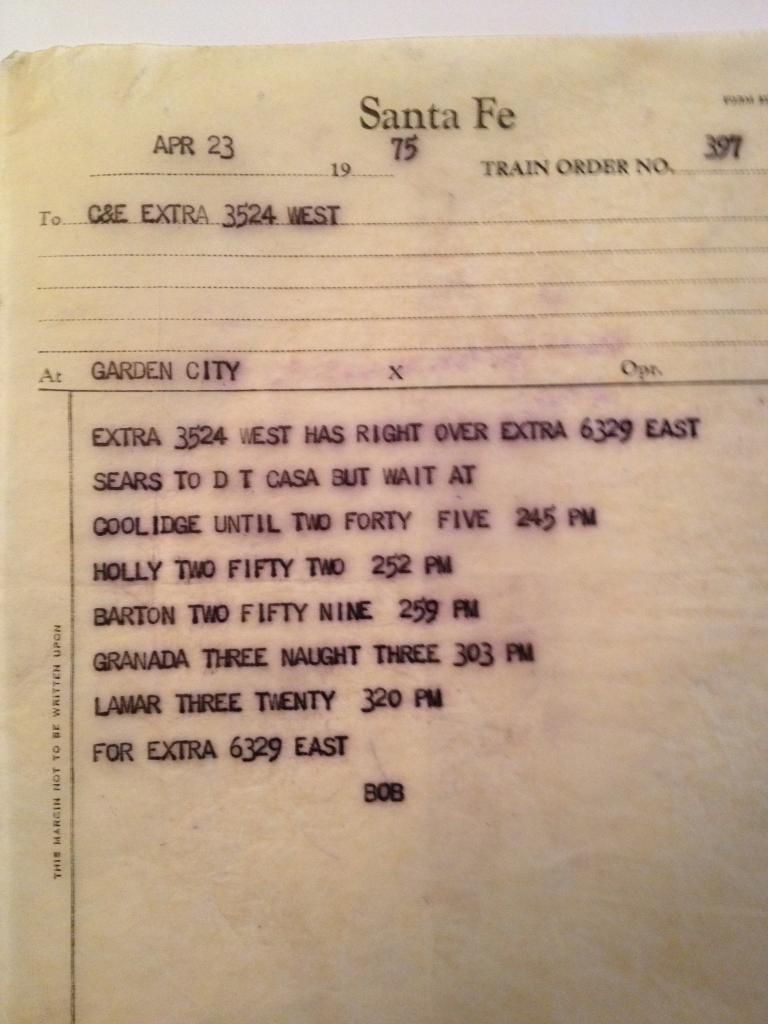 Santa Fe
APR 23 19 75 TRAIN ORDER NO. 397
To C&E EXTRA 3524 WEST
At GARDEN CITY X Opr.
EXTRA 3524 WEST HAS RIGHT OVER EXTRA 6329 EAST
SEARS TO D T CASA BUT WAIT AT
COOLIDGE UNTIL TWO FORTY FIVE 245 PM
HOLLY TWO FIFTY TWO 252 PM
BARTON TWO FIFTY NINE 259 PM
GRANADA THREE NAUGHT THREE 303 PM
LAMAR THREE TWENTY 320 PM
FOR EXTRA 6329 EAST
BOB
THIS MARGIN NOT TO BE WRITTEN UPON